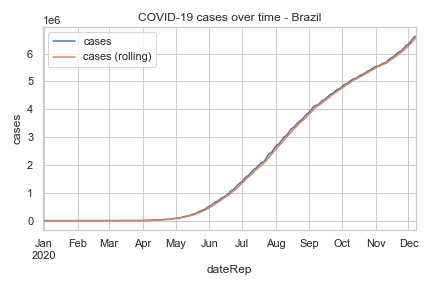 COVID-19 cases over time - Brazil
1e6
cases
cases (rolling)
6
5
4
3
2
1
0
cases
Jan Feb Mar Apr May Jun Jul Aug Sep Oct Nov Dec
2020
dateRep